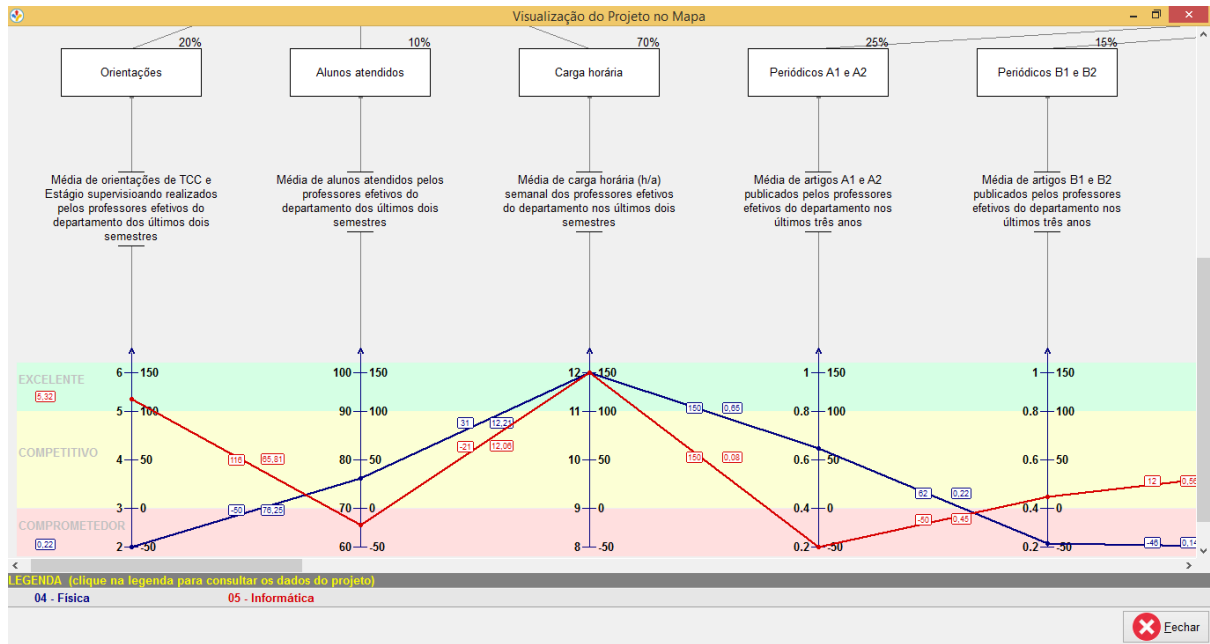 Visualização do Projeto no Mapa
20%
10%
70%
25%
15%
Orientações
Alunos atendidos
Carga horária
Periódicos A1 e A2
Periódicos B1 e B2
Média de orientações de TCC e
Estágio supervisioando realizados
pelos professores efetivos do
departamento dos últimos dois
semestres
Média de alunos atendidos pelos
professores efetivos do
departamento dos últimos dois
semestres
Média de carga horária (h/a)
semanal dos professores efetivos
do departamento nos últimos dois
semestres
Média de artigos A1 e A2
publicados pelos professores
efetivos do departamento nos
últimos três anos
Média de artigos B1 e B2
publicados pelos professores
efetivos do departamento nos
últimos três anos
6 150
100 150
12 150
1 150
1 150
EXCELENTE
5,32
5 100
90 100
11 100
0.8 100
0.8 100
150 0,65
31 12,21
-21 12,06
COMPETITIVO
4 50
80 50
10 50
0.6 50
0.6 50
116 65,81
150 0,08
62 0,22
12 0,56
3 0
70 0
9 0
0.4 0
0.4 0
-50 76,25
-50 0,45
COMPROMETEDOR
0,22
2 -50
60 -50
8 -50
0.2 -50
0.2 -50
-46 0,14
LEGENDA (clique na legenda para consultar os dados do projeto)
04 - Física
05 - Informática
Fechar